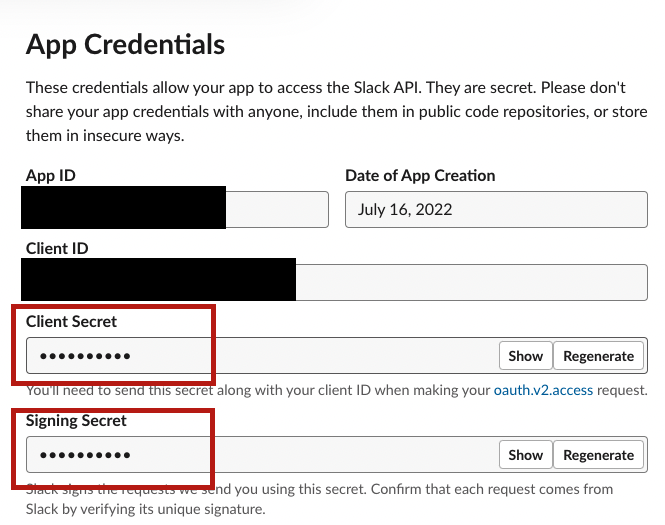 App Credentials
These credentials allow your app to access the Slack API. They are secret. Please don't
share your app credentials with anyone, include them in public code repositories, or store
them in insecure ways.
App ID
Date of App Creation
July 16, 2022
Client ID
Client Secret
••••••••••
Show
Regenerate
You'll need to send this secret along with your client ID when making your oauth.v2.access request.
Signing Secret
••••••••••
Show
Regenerate
Slack signs the requests we send you using this secret. Confirm that each request comes from
Slack by verifying its unique signature.